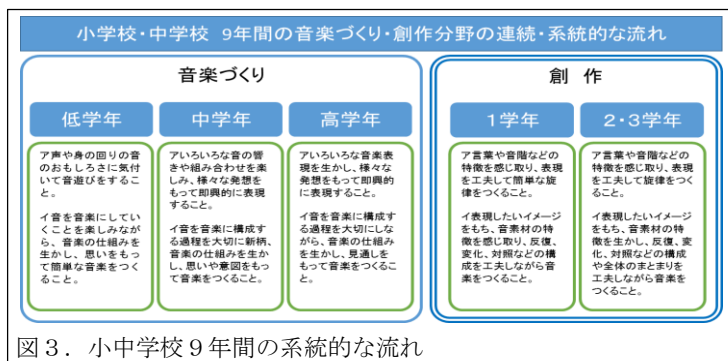 小学校・中学校 9年間の音楽づくり・創作分野の連続・系統的な流れ
音楽づくり
低学年
ア声や身の回りの音
のおもしろさに気付
いて音遊びをするこ
と。
イ音を音楽にしてい
くことを楽しみなが
ら、音楽の仕組みを
生かし、思いをもっ
て簡単な音楽をつく
ること。
中学年
アいろいろな音の響
きや組み合わせを楽
しみ、様々な発想を
もって即興的に表現
すること。
イ音を音楽に構成す
る過程を大切に新柄、
音楽の仕組みを生か
し、思いや意図をもっ
て音楽をつくること。
高学年
アいろいろな音楽表
現を生かし、様々な
発想をもって即興的
に表現すること。
イ音を音楽に構成す
る過程を大切にしな
がら、音楽の仕組み
を生かし、見通しを
もって音楽をつくるこ
と。
創 作
1学年
ア言葉や音階などの
特徴を感じ取り、表現
を工夫して簡単な旋
律をつくること。
イ表現したいイメージ
をもち、音素材の特
徴を感じ取り、反復、
変化、対照などの構
成を工夫しながら音
楽をつくること。
2・3学年
ア言葉や音階などの
特徴を感じ取り、表現
を工夫して旋律をつく
ること。
イ表現したいイメージ
をもち、音素材の特
徴を生かし、反復、変
化、対照などの構成
や全体のまとまりを
工夫しながら音楽を
つくること。
図3．小中学校9年間の系統的な流れ